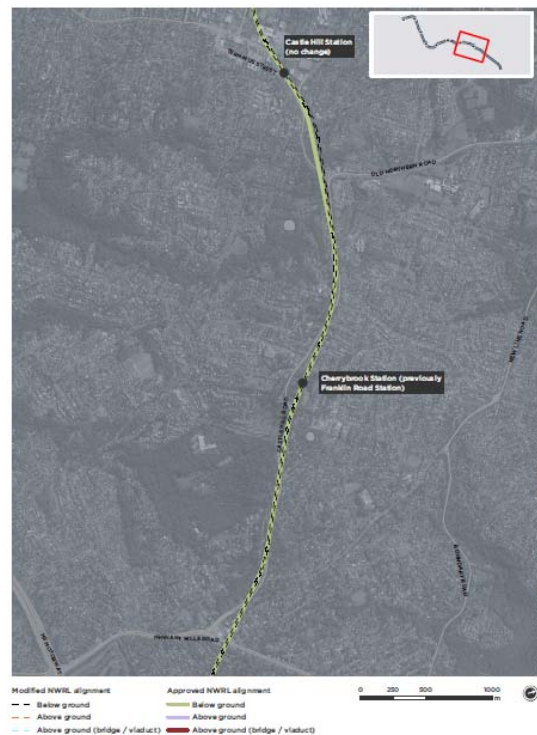 Castle Hill Station
(no change)
OLD NORTHERN ROAD
NEW LINE ROAD
Cherrybrook Station (previously
Franklin Road Station)
CASTLE HILL ROAD
PENNANT HILLS ROAD
M2 MOTORWAY
Modified NWRL alignment
Below ground
Above ground
Above ground (bridge / viaduct)
Approved NWRL alignment
Below ground
Above ground
Above ground (bridge / viaduct)
0 250 500 1000
m